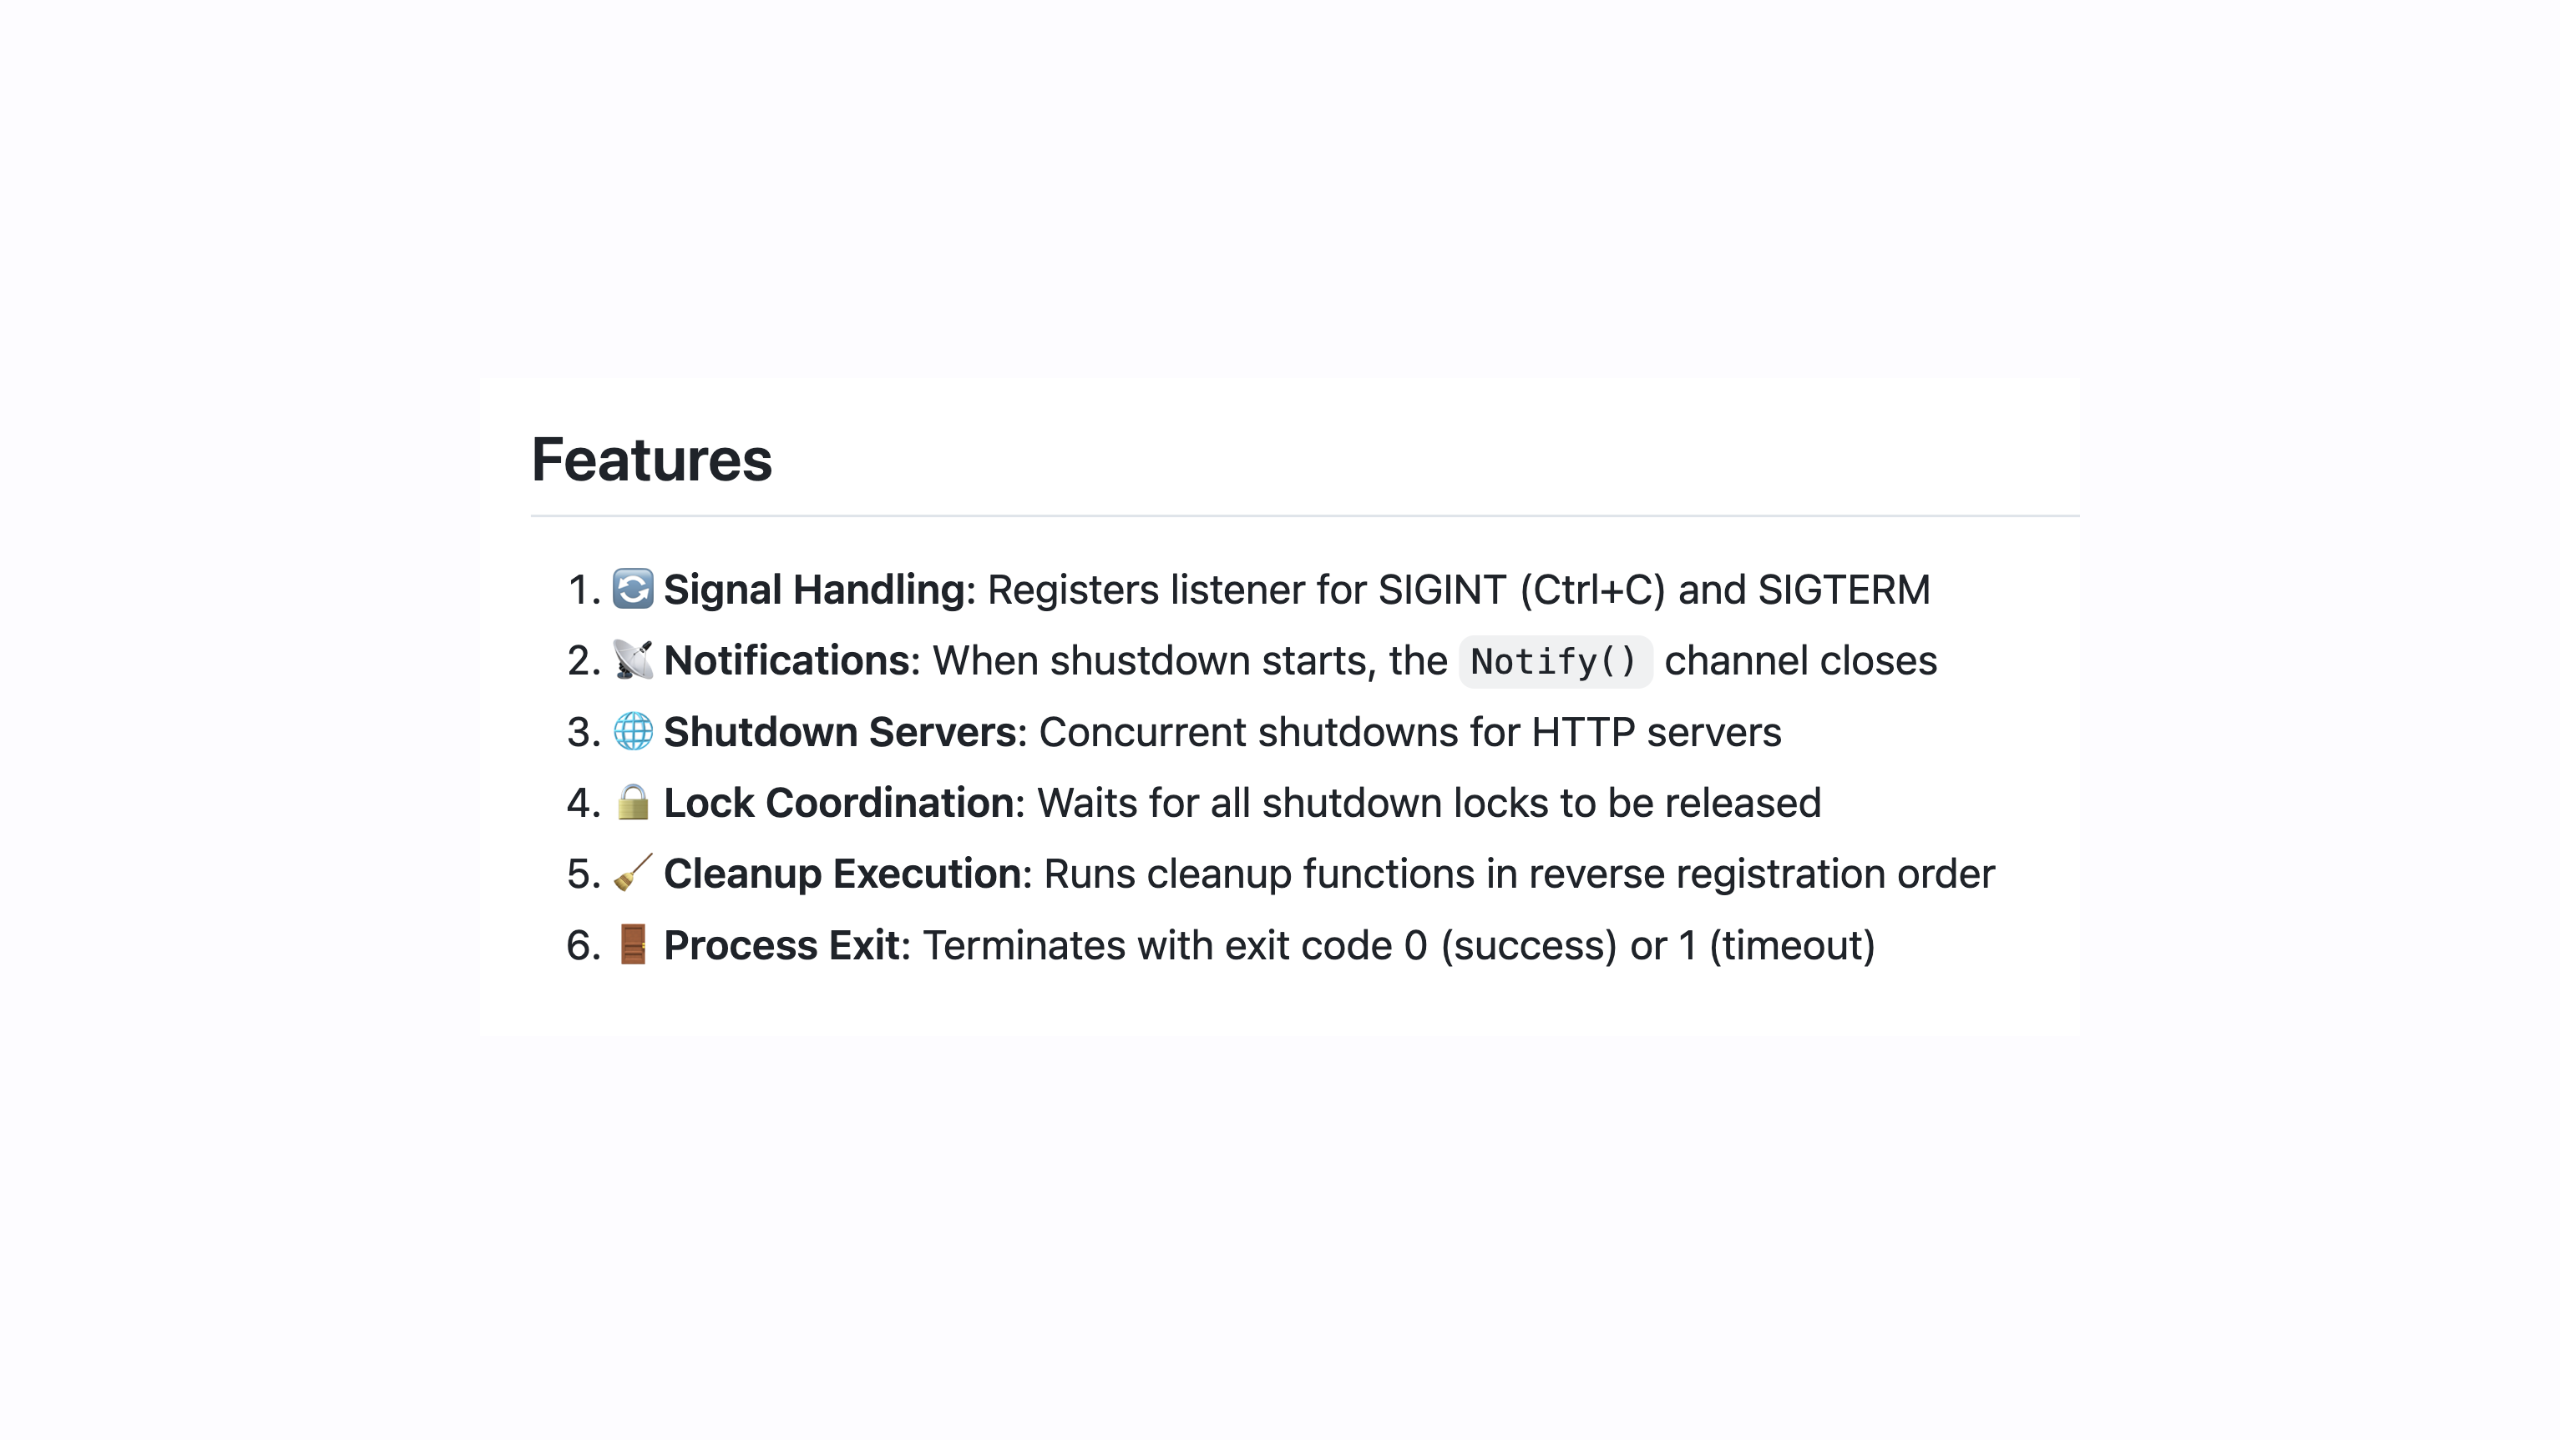 Features
1. 🔄 Signal Handling: Registers listener for SIGINT (Ctrl+C) and SIGTERM
2. 📡 Notifications: When shustdown starts, the Notify() channel closes
3. 🌐 Shutdown Servers: Concurrent shutdowns for HTTP servers
4. 🔒 Lock Coordination: Waits for all shutdown locks to be released
5. 🧹 Cleanup Execution: Runs cleanup functions in reverse registration order
6. 🚪 Process Exit: Terminates with exit code 0 (success) or 1 (timeout)